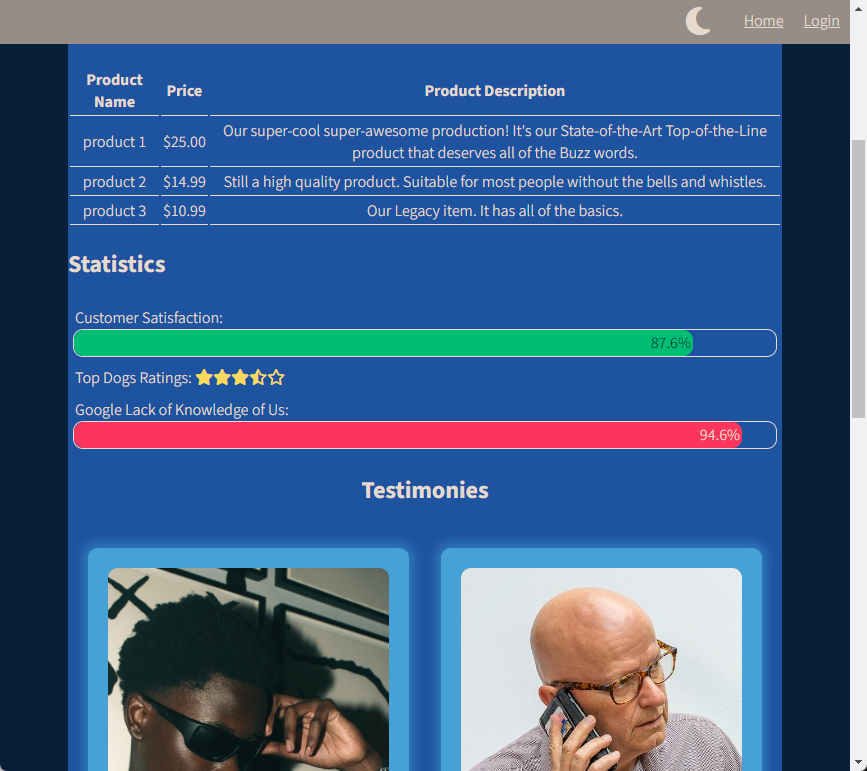 Home Login
Product Name Price Product Description
product 1 $25.00 Our super-cool super-awesome production! It's our State-of-the-Art Top-of-the-Line
product that deserves all of the Buzz words.
product 2 $14.99 Still a high quality product. Suitable for most people without the bells and whistles.
product 3 $10.99 Our Legacy item. It has all of the basics.
Statistics
Customer Satisfaction:
87.6%
Top Dogs Ratings:
Google Lack of Knowledge of Us:
94.6%
Testimonies